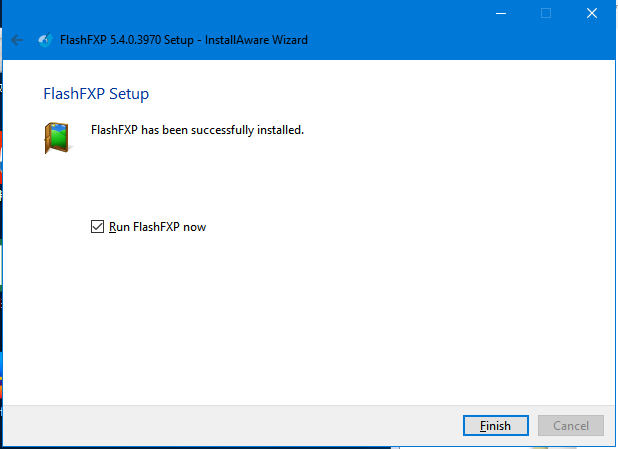 FlashFXP 5.4.0.3970 Setup - InstallAware Wizard
FlashFXP Setup
FlashFXP has been successfully installed.
Run FlashFXP now
Finish
Cancel